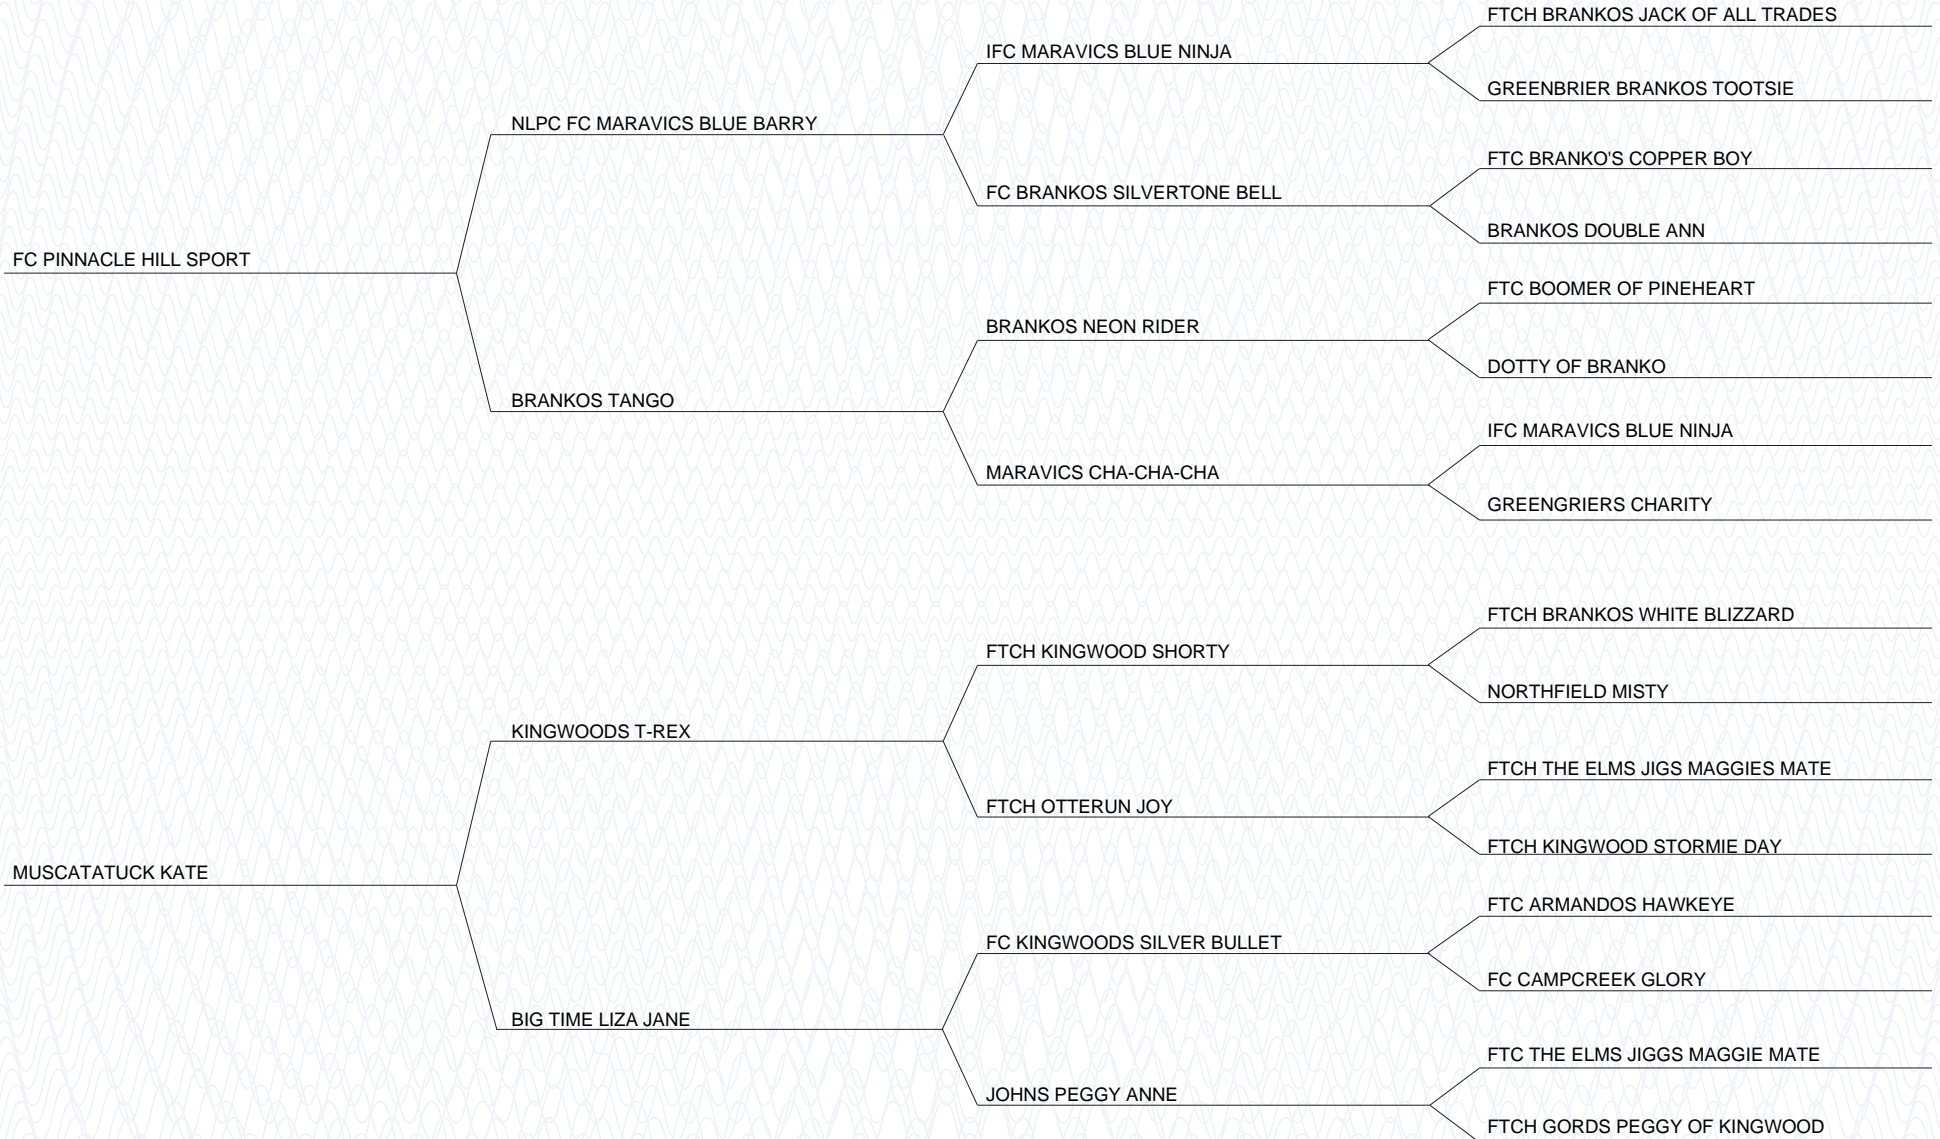 FTCH BRANKOS JACK OF ALL TRADES
IFC MARAVICS BLUE NINJA
GREENBRIER BRANKOS TOOTSIE
NLPC FC MARAVICS BLUE BARRY
FTC BRANKO'S COPPER BOY
FC BRANKOS SILVERTONE BELL
BRANKOS DOUBLE ANN
FC PINNACLE HILL SPORT
FTC BOOMER OF PINEHEART
BRANKOS NEON RIDER
DOTTY OF BRANKO
BRANKOS TANGO
IFC MARAVICS BLUE NINJA
MARAVICS CHA-CHA-CHA
GREENGRIERS CHARITY
FTCH BRANKOS WHITE BLIZZARD
FTCH KINGWOOD SHORTY
NORTHFIELD MISTY
KINGWOODS T-REX
FTCH THE ELMS JIGS MAGGIES MATE
FTCH OTTERUN JOY
FTCH KINGWOOD STORMIE DAY
MUSCATATUCK KATE
FTC ARMANDOS HAWKEYE
FC KINGWOODS SILVER BULLET
FC CAMPCREEK GLORY
BIG TIME LIZA JANE
FTC THE ELMS JIGGS MAGGIE MATE
JOHNS PEGGY ANNE
FTCH GORDS PEGGY OF KINGWOOD